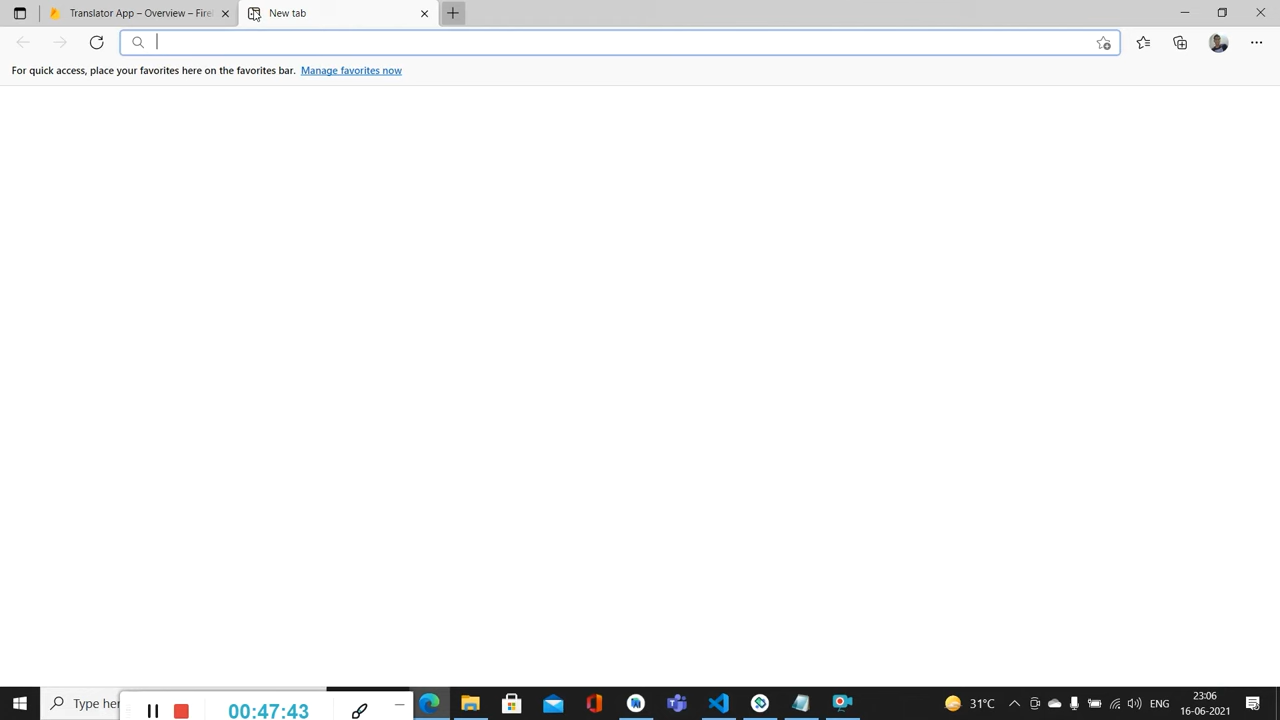 Translator App – Overview – Fire
New tab
For quick access, place your favorites here on the favorites bar. Manage favorites now
Type her
00:47:43
31°C
ENG
23:06
16-06-2021